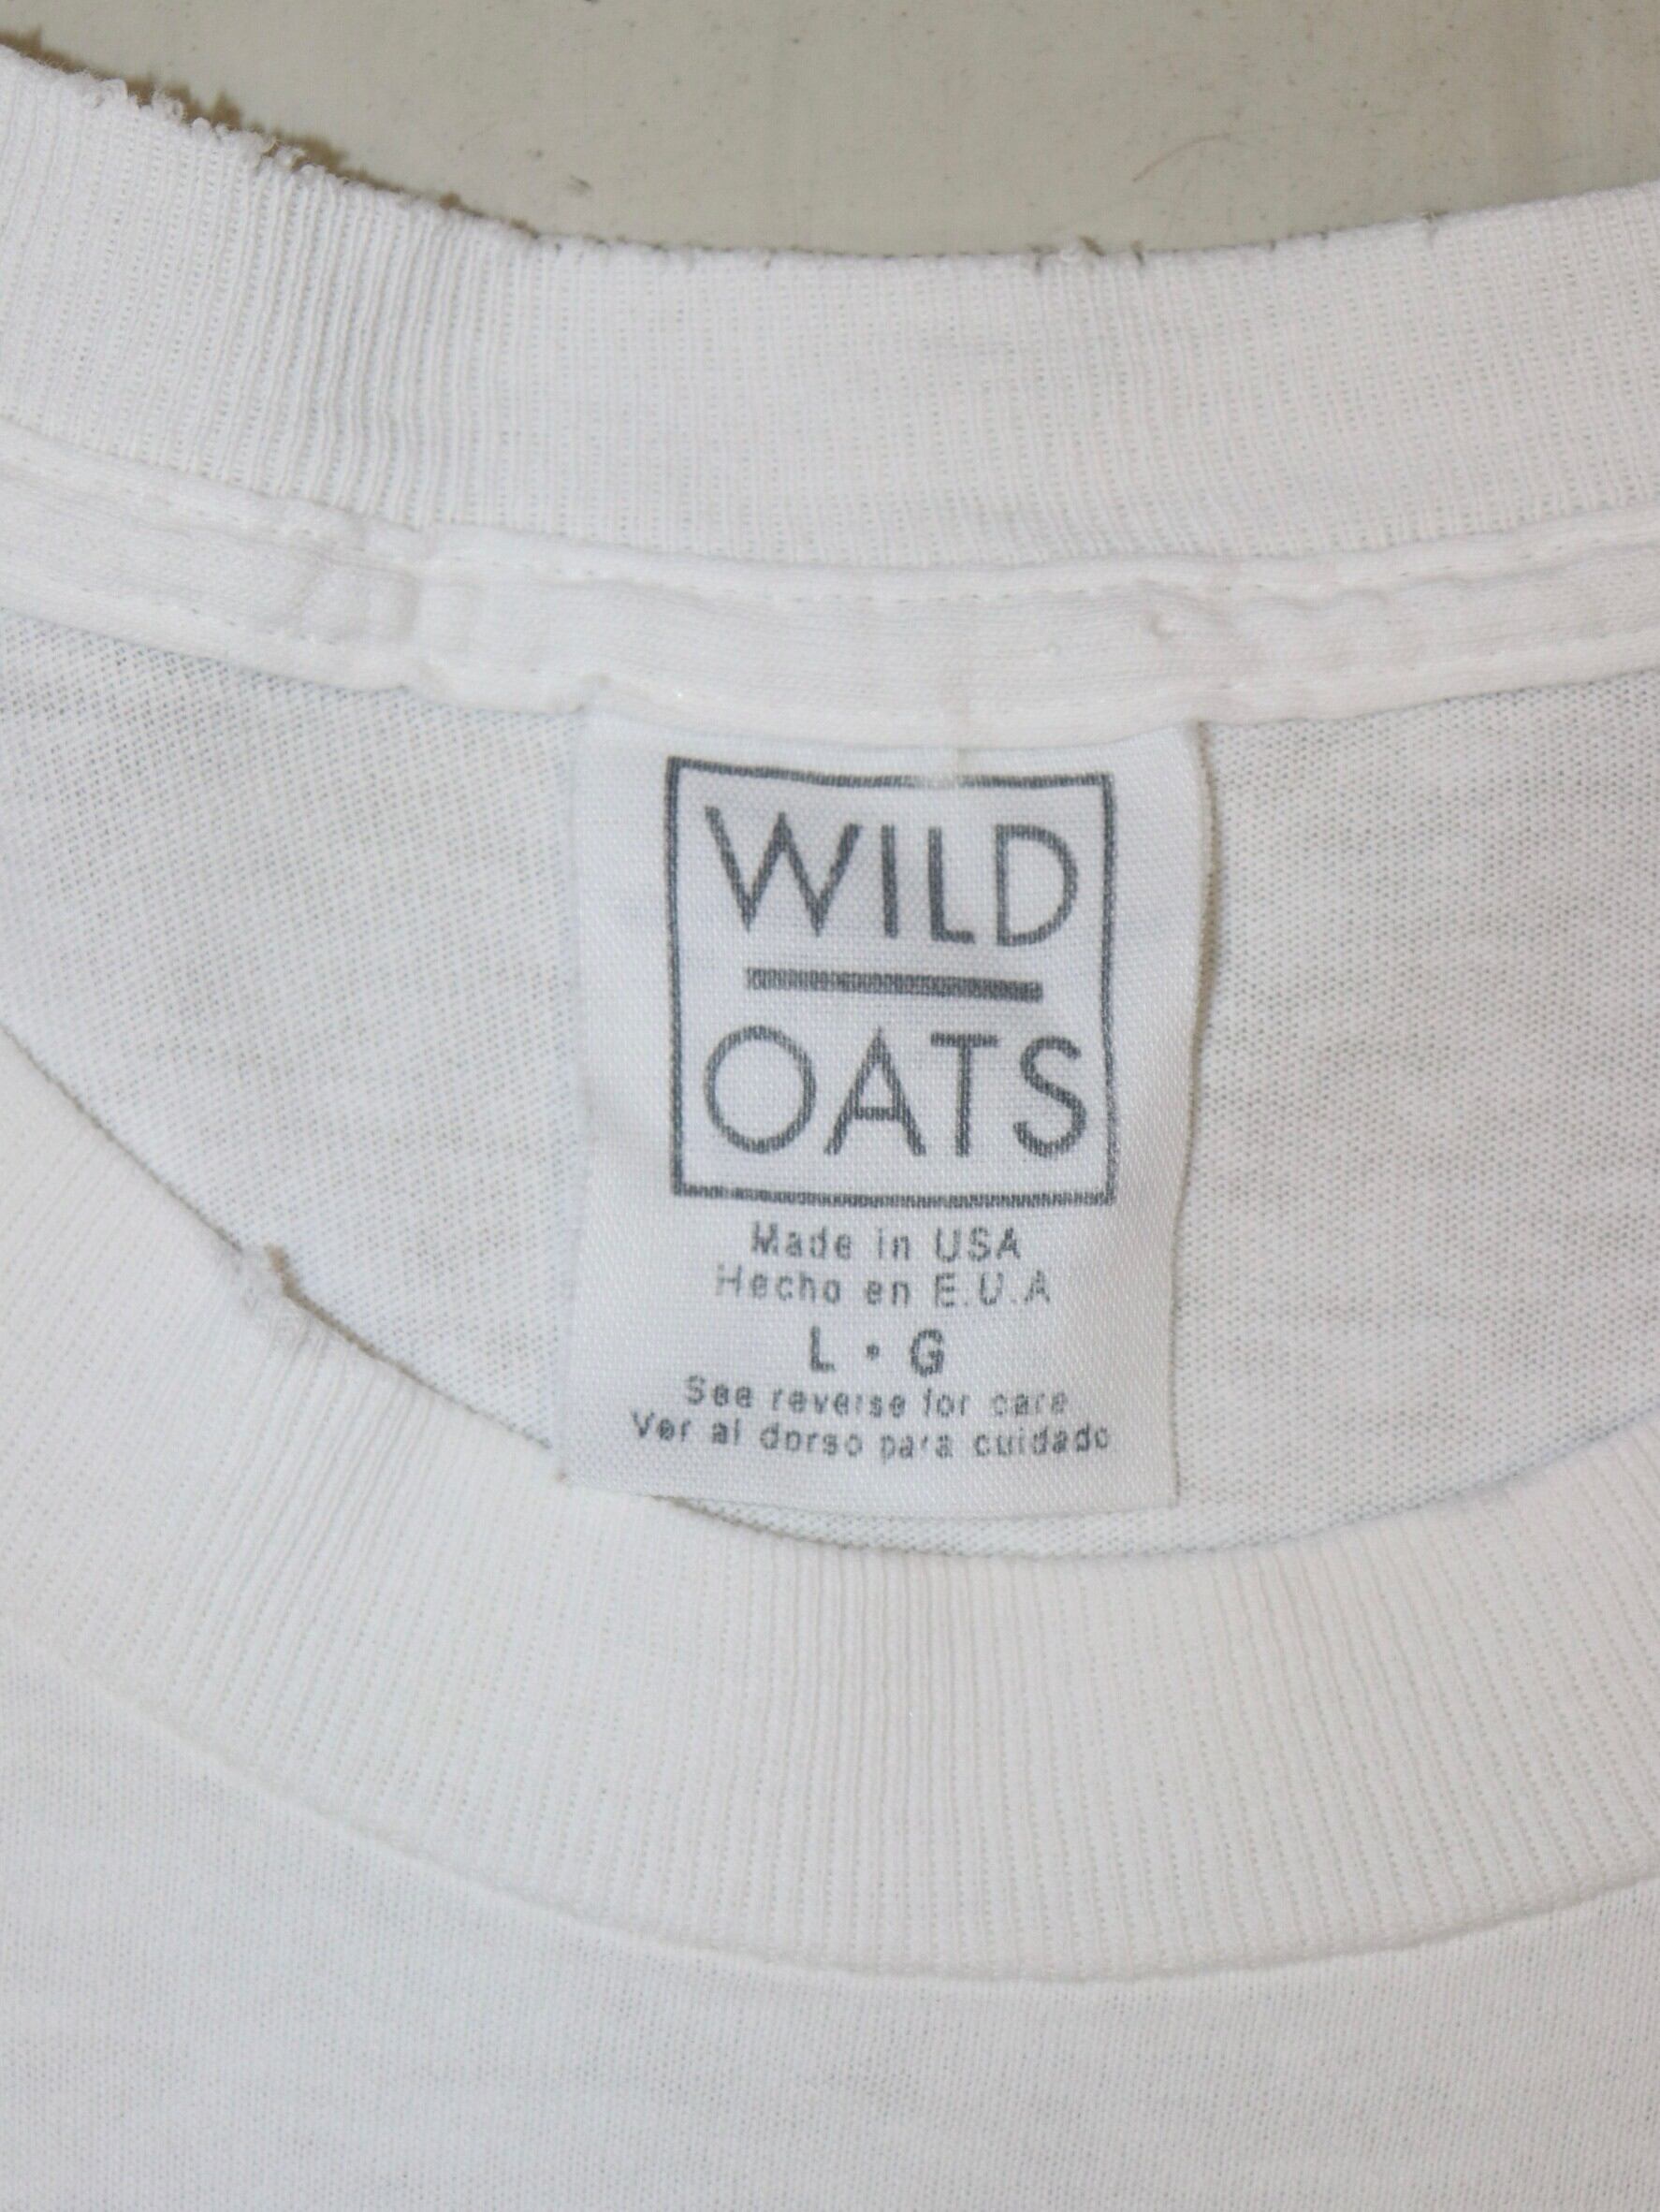 WILD
OATS
Made in USA
Hecho en E.U.A
L • G
See reverse for care
Ver al dorso para cuidado